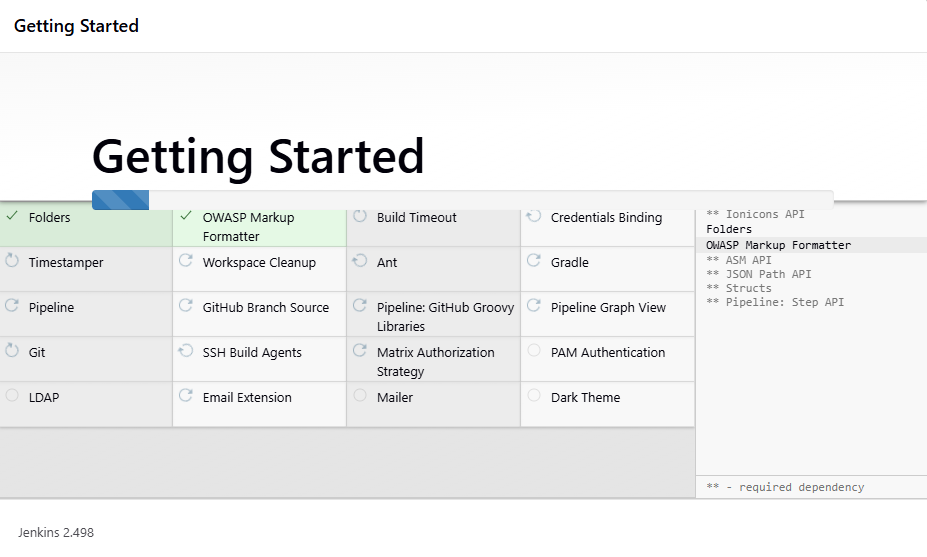 Getting Started
Getting Started
Folders
OWASP Markup
Formatter
Build Timeout
Credentials Binding
Timestamper
Workspace Cleanup
Ant
Gradle
Pipeline
GitHub Branch Source
Pipeline: GitHub Groovy
Libraries
Pipeline Graph View
Git
SSH Build Agents
Matrix Authorization
Strategy
PAM Authentication
LDAP
Email Extension
Mailer
Dark Theme
** Ionicons API
Folders
OWASP Markup Formatter
** ASM API
** JSON Path API
** Structs
** Pipeline: Step API
** - required dependency
Jenkins 2.498